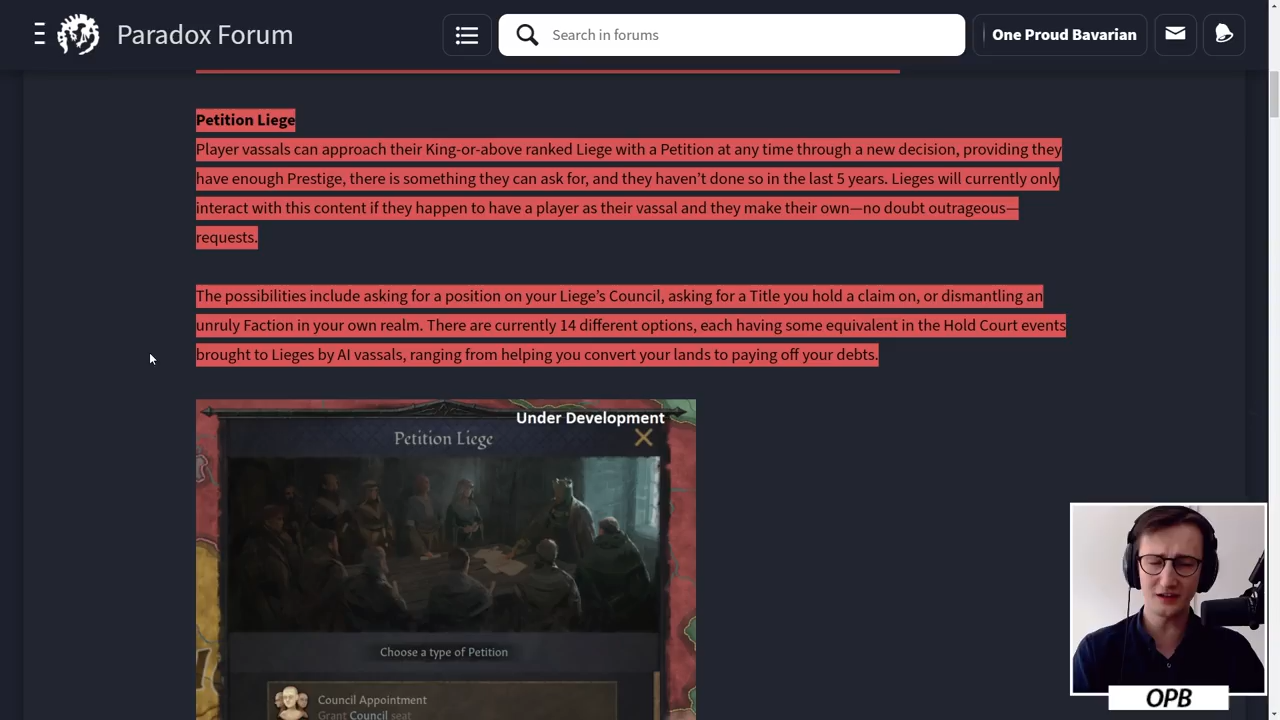 Paradox Forum
Search in forums
One Proud Bavarian
Petition Liege
Player vassals can approach their King-or-above ranked Liege with a Petition at any time through a new decision, providing they
have enough Prestige, there is something they can ask for, and they haven’t done so in the last 5 years. Lieges will currently only
interact with this content if they happen to have a player as their vassal and they make their own—no doubt outrageous—
requests.
The possibilities include asking for a position on your Liege’s Council, asking for a Title you hold a claim on, or dismantling an
unruly Faction in your own realm. There are currently 14 different options, each having some equivalent in the Hold Court events
brought to Lieges by AI vassals, ranging from helping you convert your lands to paying off your debts.
Under Development
Petition Liege
Choose a type of Petition
Council Appointment
Grant Council seat
OPB